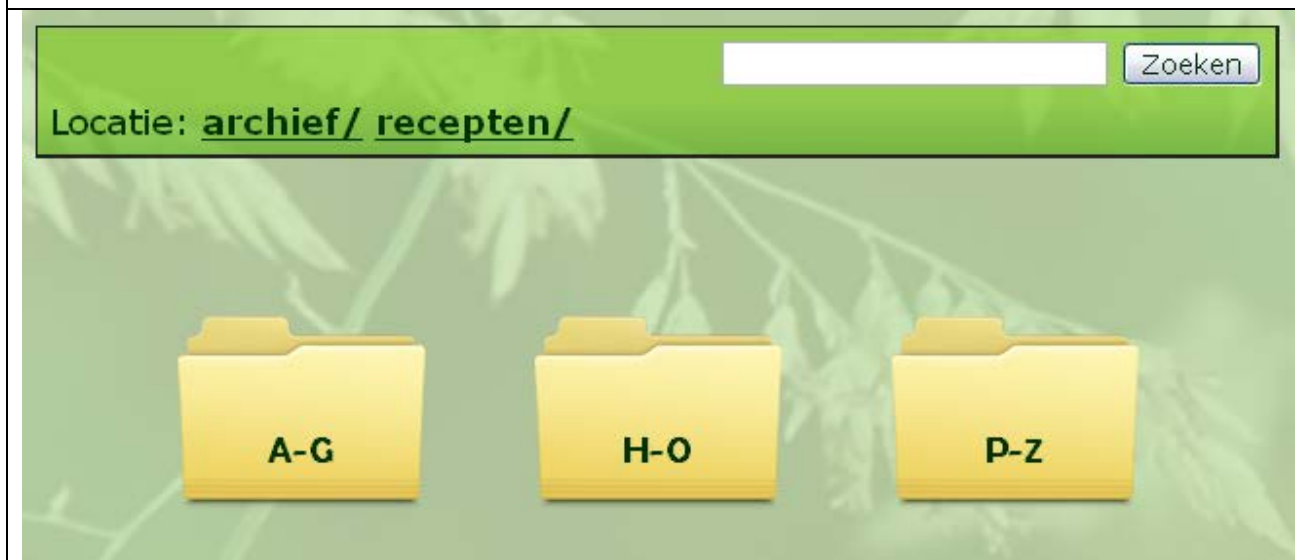 Zoeken
Locatie: archief/ recepten/
A-G
H-O
P-Z